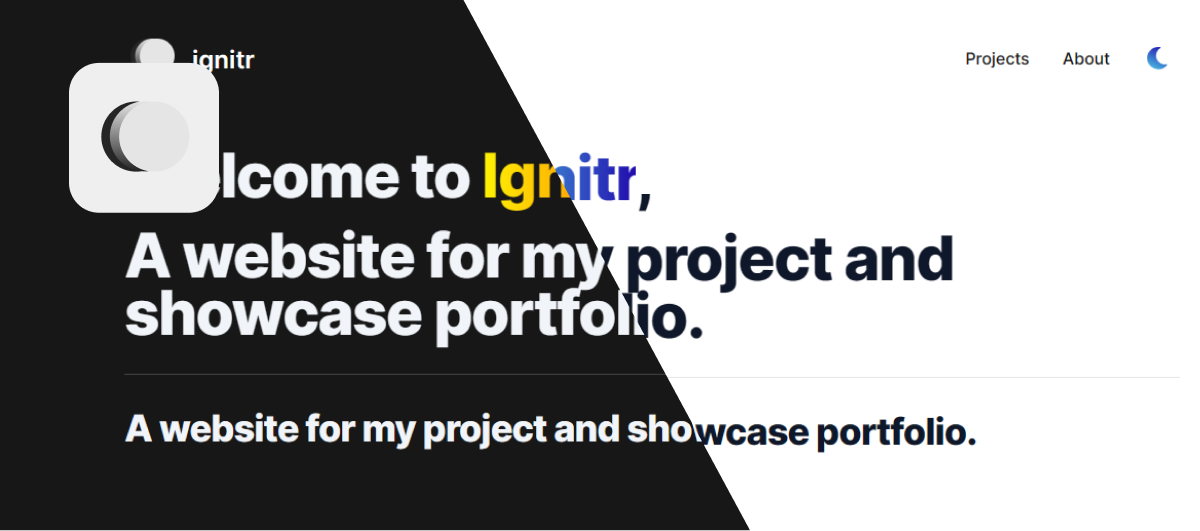 ignitr
Projects About
elcome to Ignitr,
A website for my project and
showcase portfolio.
A website for my project and showcase portfolio.